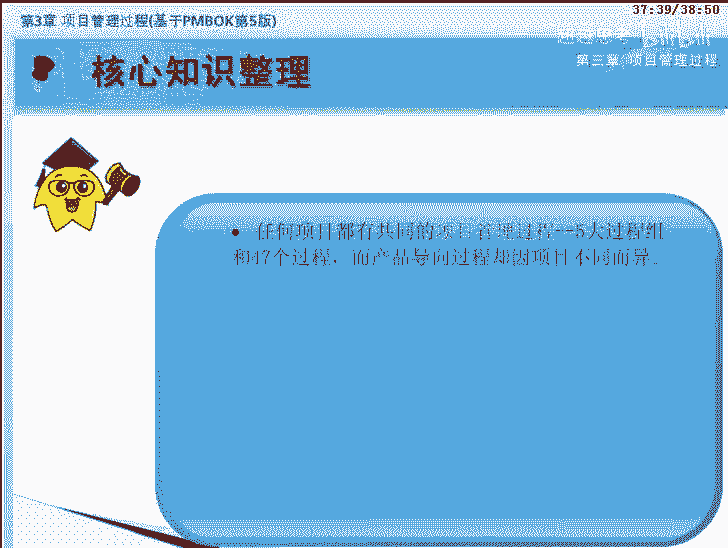 37:39/38:50
第3章 项目管理过程(基于PMBOK第5版)
第三章 项目管理过程
核心知识整理
• 任何项目都有共同的项目管理过程--5大过程组
和47个过程，而产品导向过程却因项目不同而异。